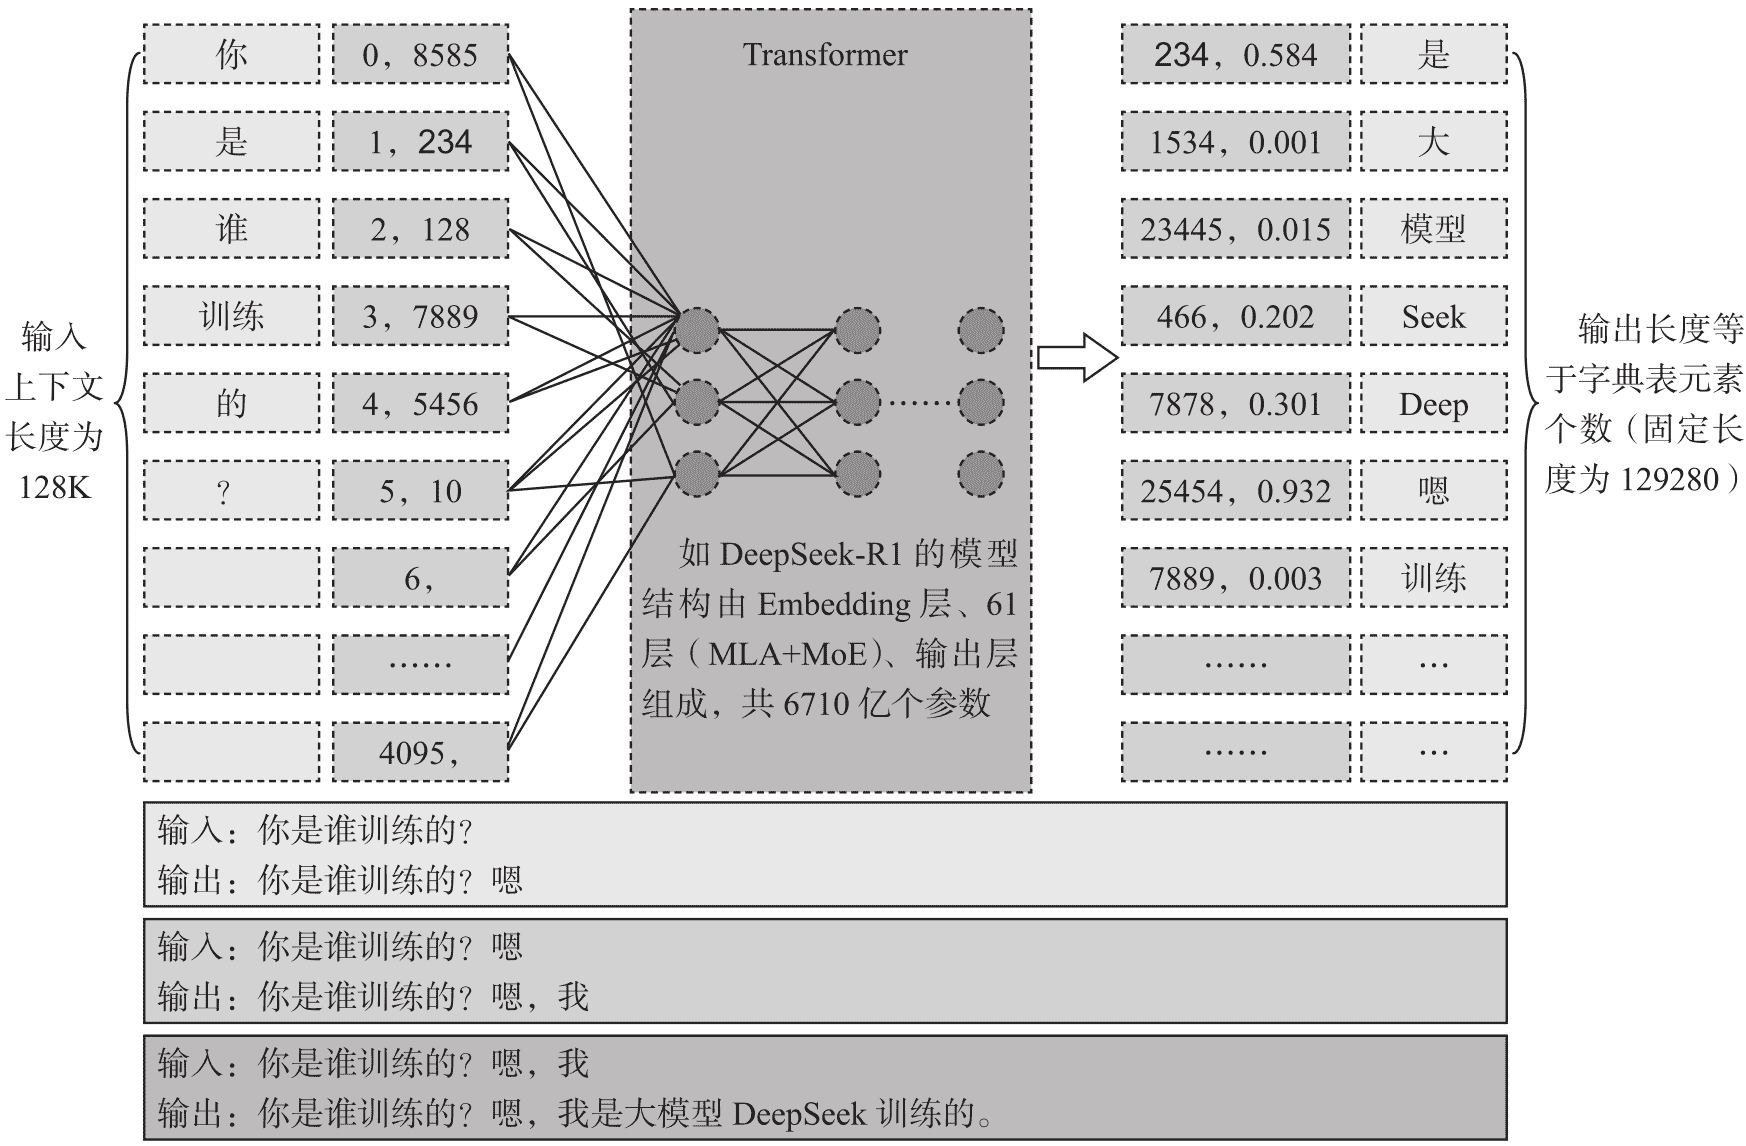 输入
上下文
长度为
128K
你 0，8585
是 1，234
谁 2，128
训练 3，7889
的 4，5456
？ 5，10
6，
……
4095，
Transformer
如 DeepSeek-R1 的模型
结构由 Embedding 层、61
层（MLA+MoE）、输出层
组成，共 6710 亿个参数
……
234，0.584 是
1534，0.001 大
23445，0.015 模型
466，0.202 Seek
7878，0.301 Deep
25454，0.932 嗯
7889，0.003 训练
…… …
…… …
输出长度等
于字典表元素
个数（固定长
度为 129280）
输入：你是谁训练的？
输出：你是谁训练的？嗯
输入：你是谁训练的？嗯
输出：你是谁训练的？嗯，我
输入：你是谁训练的？嗯，我
输出：你是谁训练的？嗯，我是大模型 DeepSeek 训练的。